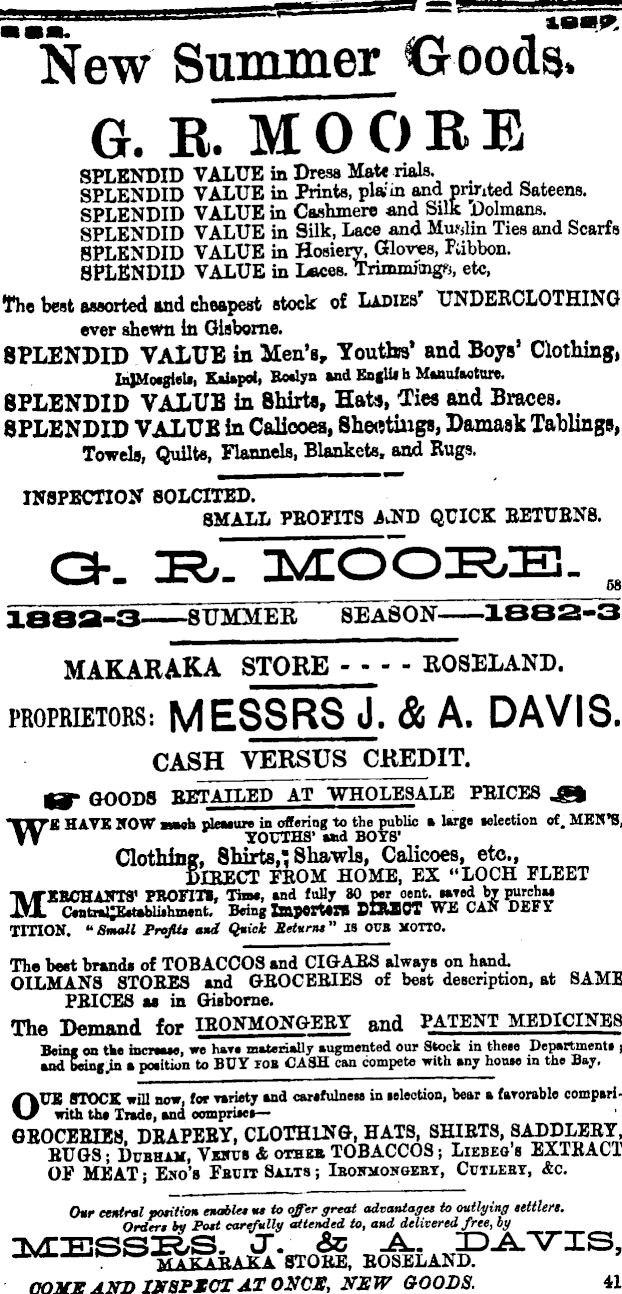 1882.
New Summer Goods.
G. R. MOORE
SPLENDID VALUE in Dress Materials.
SPLENDID VALUE in Prints, plain and printed Sateens.
SPLENDID VALUE in Cashmere and Silk Dolmans.
SPLENDID VALUE in Silk, Lace and Muslin Ties and Scarfs
SPLENDID VALUE in Hosiery, Gloves, Ribbon.
SPLENDID VALUE in Laces. Trimmings, etc,
The best assorted and cheapest stock of LADIES' UNDERCLOTHING
ever shewn in Gisborne.
SPLENDID VALUE in Men's, Youths' and Boys' Clothing,
In Mosgiels, Kaiapoi, Roslyn and English Manufacture.
SPLENDID VALUE in Shirts, Hats, Ties and Braces.
SPLENDID VALUE in Calicoes, Sheetings, Damask Tablings,
Towels, Quilts, Flannels, Blankets, and Rugs.
INSPECTION SOLCITED.
SMALL PROFITS AND QUICK RETURNS.
G. R. MOORE.
58
1882-3—SUMMER SEASON—1882-3
MAKARAKA STORE - - - - ROSELAND.
PROPRIETORS: MESSRS J. & A. DAVIS.
CASH VERSUS CREDIT.
GOODS RETAILED AT WHOLESALE PRICES
WE HAVE NOW much pleasure in offering to the public a large selection of MEN'S,
YOUTHS' and BOYS'
Clothing, Shirts, Shawls, Calicoes, etc.,
DIRECT FROM HOME, EX "LOCH FLEET
MERCHANTS' PROFITS, Time, and fully 30 per cent. saved by purchas
Central Establishment. Being Importers DIRECT WE CAN DEFY
TITION. "Small Profits and Quick Returns" IS OUR MOTTO.
The best brands of TOBACCOS and CIGARS always on hand.
OILMANS STORES and GROCERIES of best description, at SAME
PRICES as in Gisborne.
The Demand for IRONMONGERY and PATENT MEDICINES
Being on the increase, we have materially augmented our Stock in these Departments;
and being in a position to BUY FOR CASH can compete with any house in the Bay.
OUR STOCK will now, for variety and carefulness in selection, bear a favorable compari-
with the Trade, and comprises—
GROCERIES, DRAPERY, CLOTHING, HATS, SHIRTS, SADDLERY,
RUGS; DURHAM, VENUS & OTHER TOBACCOS; LIEBEG'S EXTRACT
OF MEAT; ENO'S FRUIT SALTS; IRONMONGERY, CUTLERY, &C.
Our central position enables us to offer great advantages to outlying settlers.
Orders by Post carefully attended to, and delivered free, by
MESSRS. J. & A. DAVIS,
MAKARAKA STORE, ROSELAND.
COME AND INSPECT AT ONCE, NEW GOODS.
41